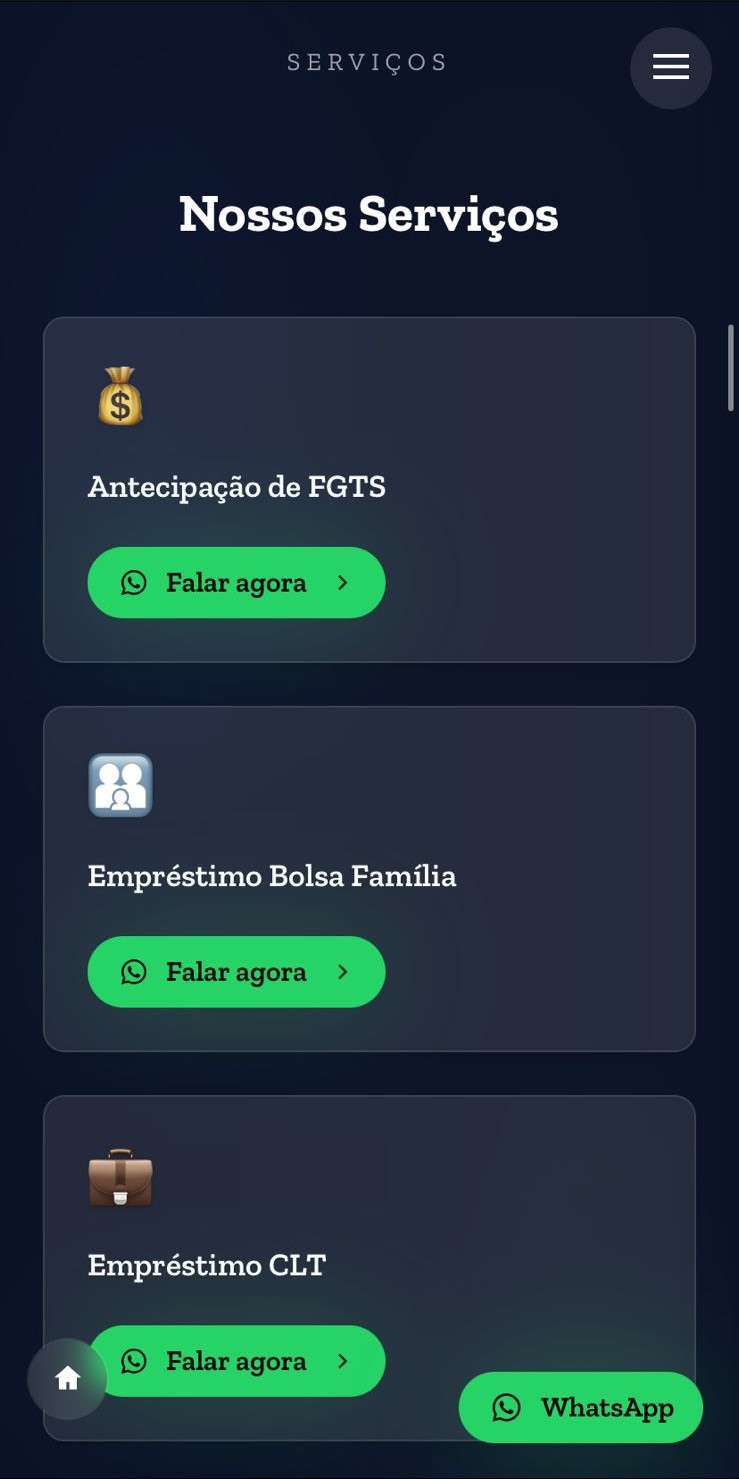 SERVIÇOS
Nossos Serviços
Antecipação de FGTS
Falar agora
Empréstimo Bolsa Família
Falar agora
Empréstimo CLT
Falar agora
WhatsApp